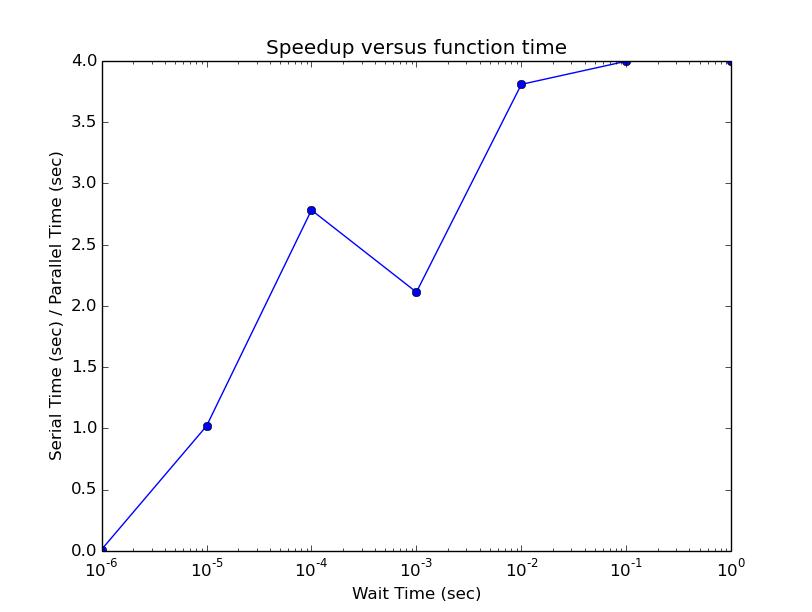 Speedup versus function time
Serial Time (sec) / Parallel Time (sec)
4.0
3.5
3.0
2.5
2.0
1.5
1.0
0.5
0.0
10^-6 10^-5 10^-4 10^-3 10^-2 10^-1 10^0
Wait Time (sec)